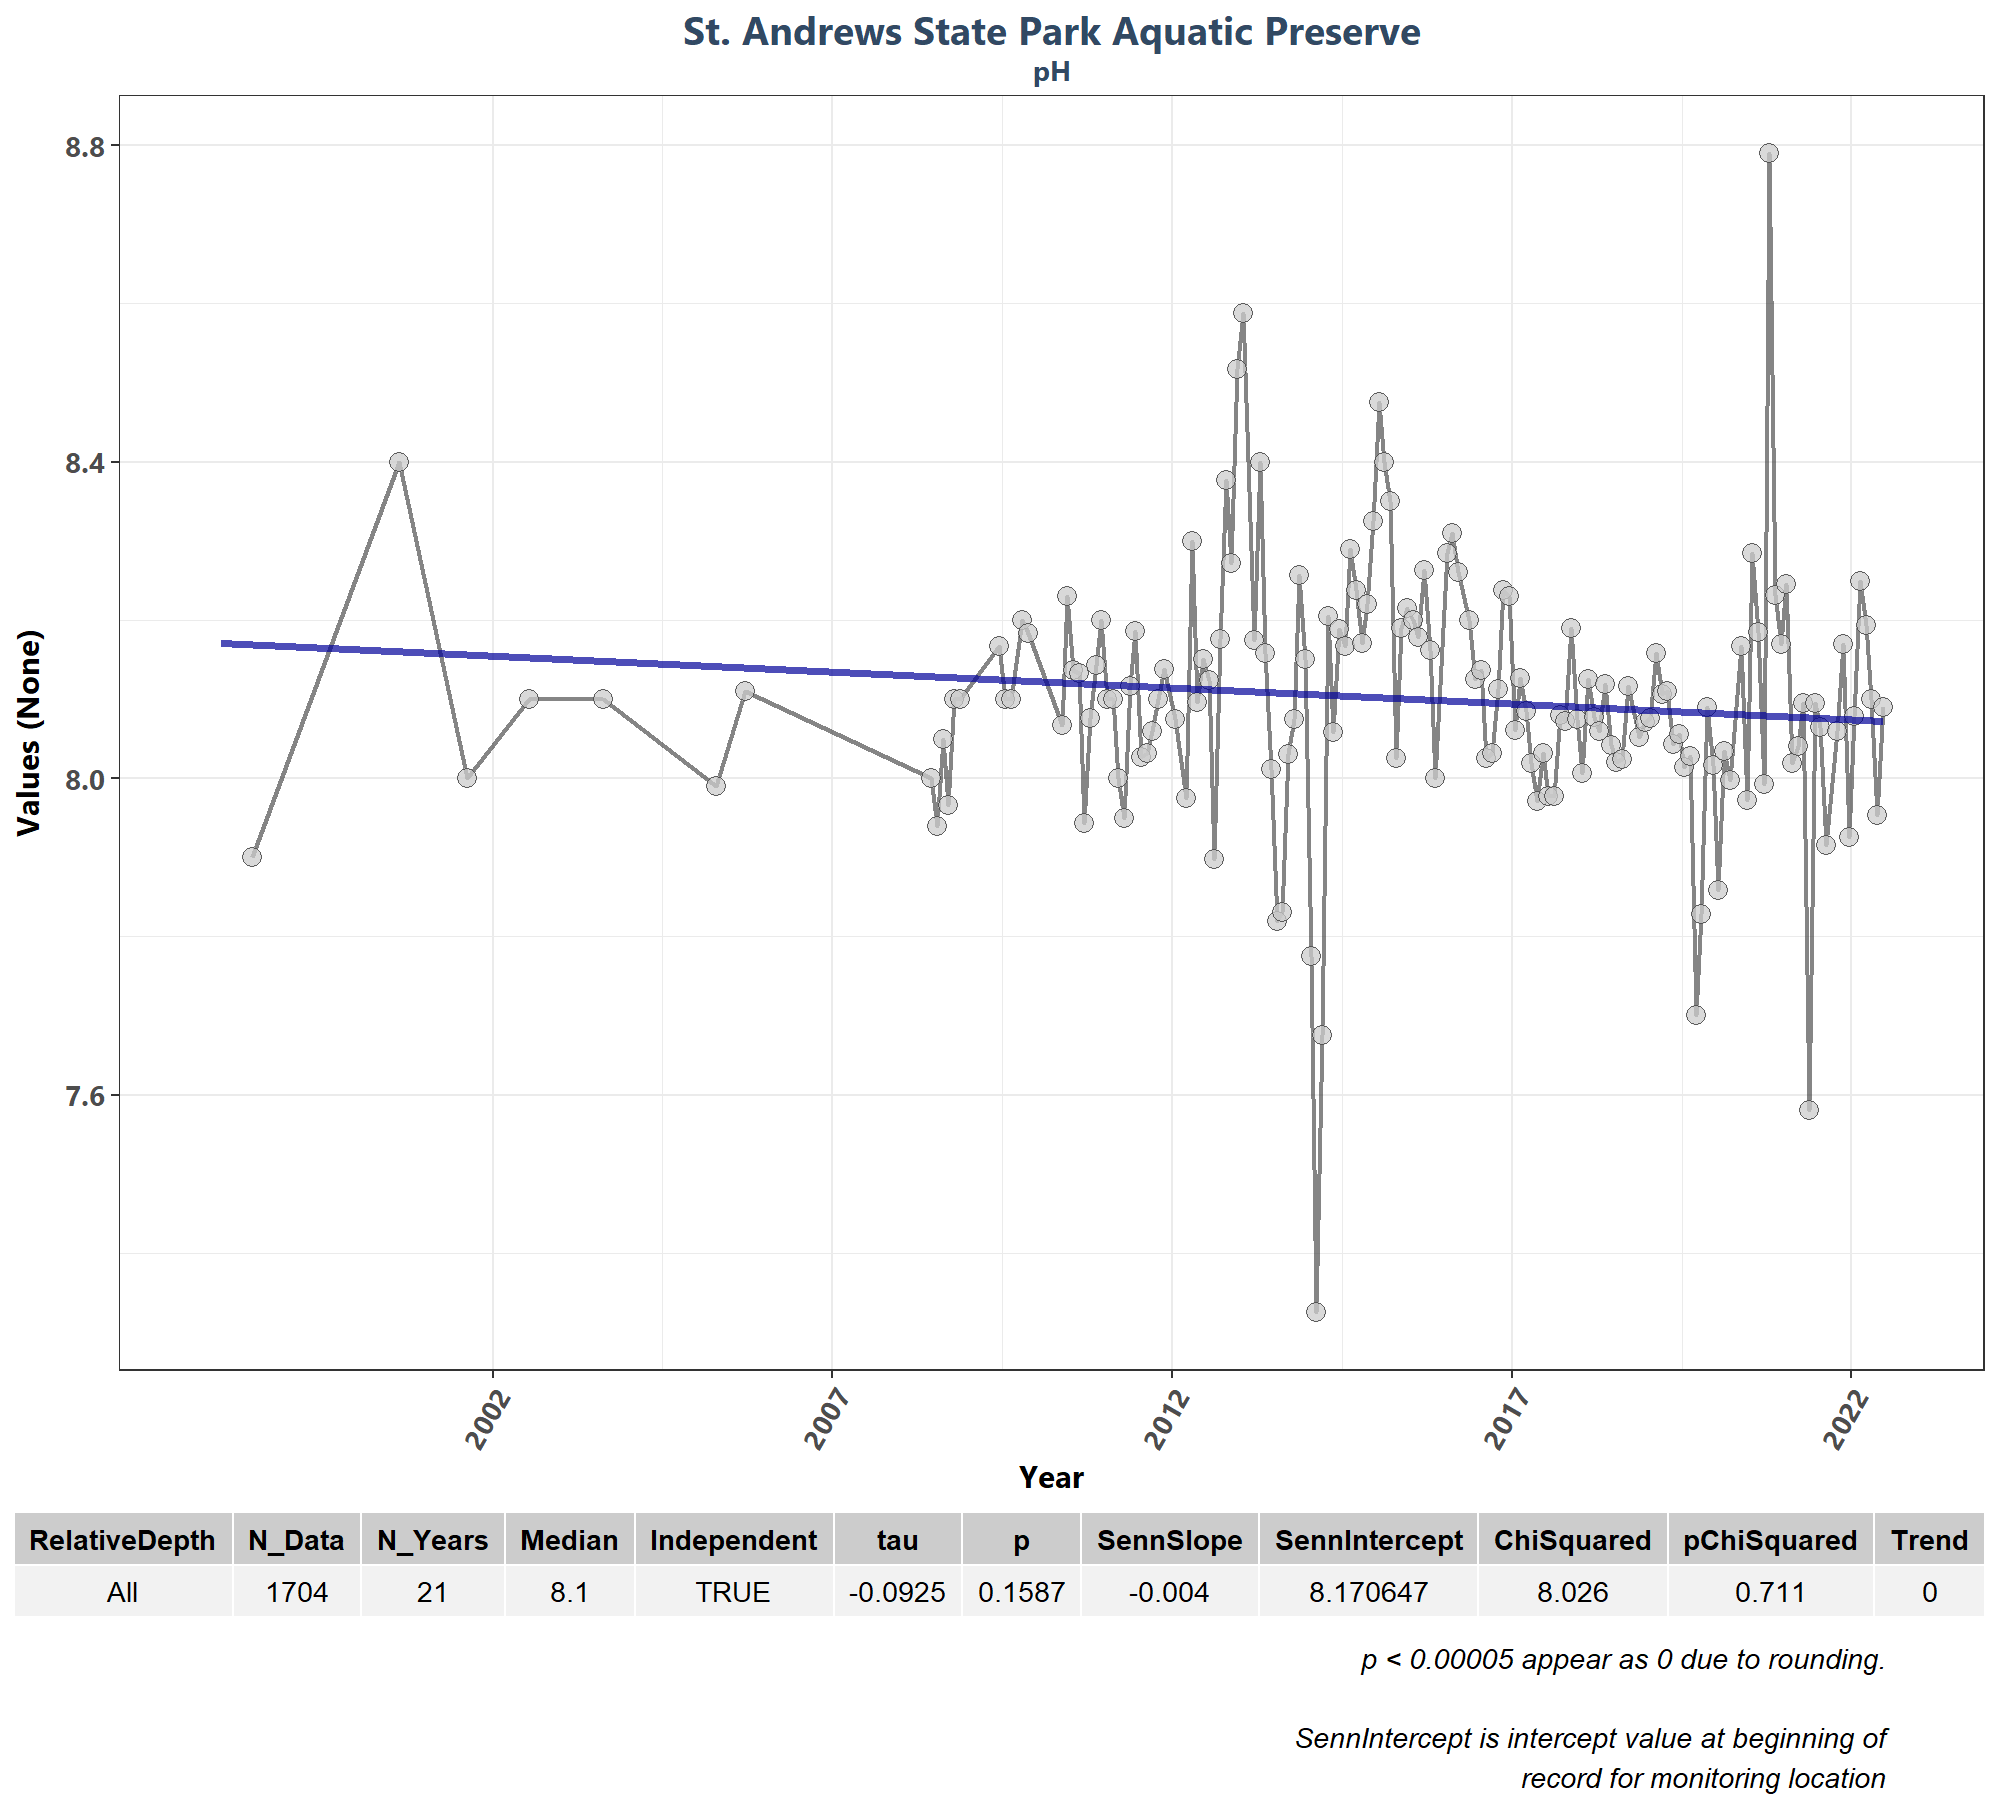 St. Andrews State Park Aquatic Preserve
pH
8.8
8.4
8.0
7.6
Values (None)
2002
2007
2012
2017
2022
Year
RelativeDepth N_Data N_Years Median Independent tau p SennSlope SennIntercept ChiSquared pChiSquared Trend
All 1704 21 8.1 TRUE -0.0925 0.1587 -0.004 8.170647 8.026 0.711 0
p < 0.00005 appear as 0 due to rounding.
SennIntercept is intercept value at beginning of
record for monitoring location